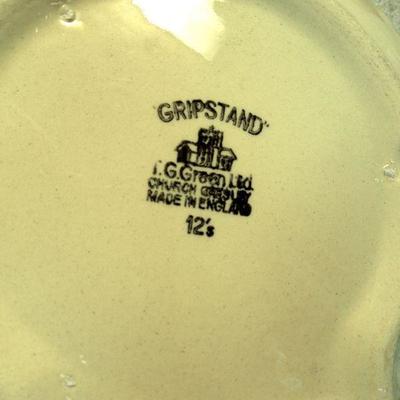 "GRIPSTAND"
T.G.Green Ltd.
CHURCH GRESLEY
MADE IN ENGLAND
12's